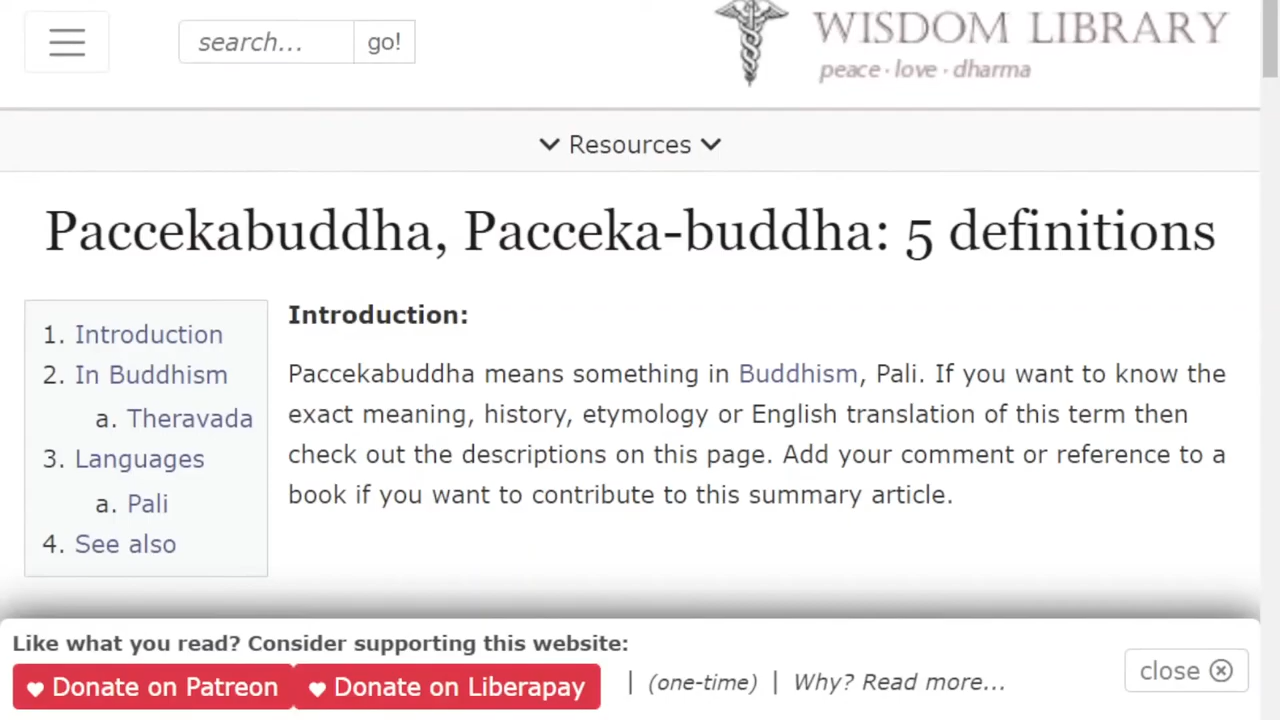 search...
go!
WISDOM LIBRARY
peace · love · dharma
Resources
Paccekabuddha, Pacceka-buddha: 5 definitions
1. Introduction
2. In Buddhism
a. Theravada
3. Languages
a. Pali
4. See also
Introduction:
Paccekabuddha means something in Buddhism, Pali. If you want to know the
exact meaning, history, etymology or English translation of this term then
check out the descriptions on this page. Add your comment or reference to a
book if you want to contribute to this summary article.
Like what you read? Consider supporting this website:
Donate on Patreon Donate on Liberapay | (one-time) | Why? Read more...
close